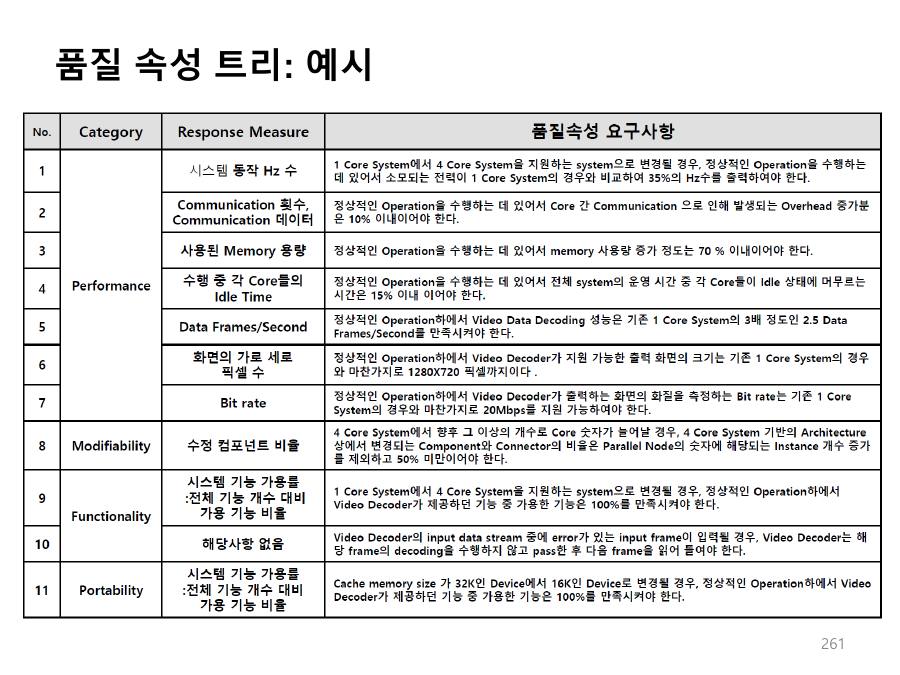 품질 속성 트리: 예시
No.
Category
Response Measure
품질속성 요구사항
1
Performance
시스템 동작 Hz 수
1 Core System에서 4 Core System을 지원하는 system으로 변경될 경우, 정상적인 Operation을 수행하는
데 있어서 소모되는 전력이 1 Core System의 경우와 비교하여 35%의 Hz수를 출력하여야 한다.
2
Communication 횟수,
Communication 데이터
정상적인 Operation을 수행하는 데 있어서 Core 간 Communication 으로 인해 발생되는 Overhead 증가분
은 10% 이내이어야 한다.
3
사용된 Memory 용량
정상적인 Operation을 수행하는 데 있어서 memory 사용량 증가 정도는 70 % 이내이어야 한다.
4
수행 중 각 Core들의
Idle Time
정상적인 Operation을 수행하는 데 있어서 전체 system의 운영 시간 중 각 Core들이 Idle 상태에 머무르는
시간은 15% 이내 이어야 한다.
5
Data Frames/Second
정상적인 Operation하에서 Video Data Decoding 성능은 기존 1 Core System의 3배 정도인 2.5 Data
Frames/Second를 만족시켜야 한다.
6
화면의 가로 세로
픽셀 수
정상적인 Operation하에서 Video Decoder가 지원 가능한 출력 화면의 크기는 기존 1 Core System의 경우
와 마찬가지로 1280X720 픽셀까지이다 .
7
Bit rate
정상적인 Operation하에서 Video Decoder가 출력하는 화면의 화질을 측정하는 Bit rate는 기존 1 Core
System의 경우와 마찬가지로 20Mbps를 지원 가능하여야 한다.
8
Modifiability
수정 컴포넌트 비율
4 Core System에서 향후 그 이상의 개수로 Core 숫자가 늘어날 경우, 4 Core System 기반의 Architecture
상에서 변경되는 Component와 Connector의 비율은 Parallel Node의 숫자에 해당되는 Instance 개수 증가
를 제외하고 50% 미만이어야 한다.
9
Functionality
시스템 기능 가용률
:전체 기능 개수 대비
가용 기능 비율
1 Core System에서 4 Core System을 지원하는 system으로 변경될 경우, 정상적인 Operation하에서
Video Decoder가 제공하던 기능 중 가용한 기능은 100%를 만족시켜야 한다.
10
해당사항 없음
Video Decoder의 input data stream 중에 error가 있는 input frame이 입력될 경우, Video Decoder는 해
당 frame의 decoding을 수행하지 않고 pass한 후 다음 frame을 읽어 들여야 한다.
11
Portability
시스템 기능 가용률
:전체 기능 개수 대비
가용 기능 비율
Cache memory size 가 32K인 Device에서 16K인 Device로 변경될 경우, 정상적인 Operation하에서 Video
Decoder가 제공하던 기능 중 가용한 기능은 100%를 만족시켜야 한다.
261